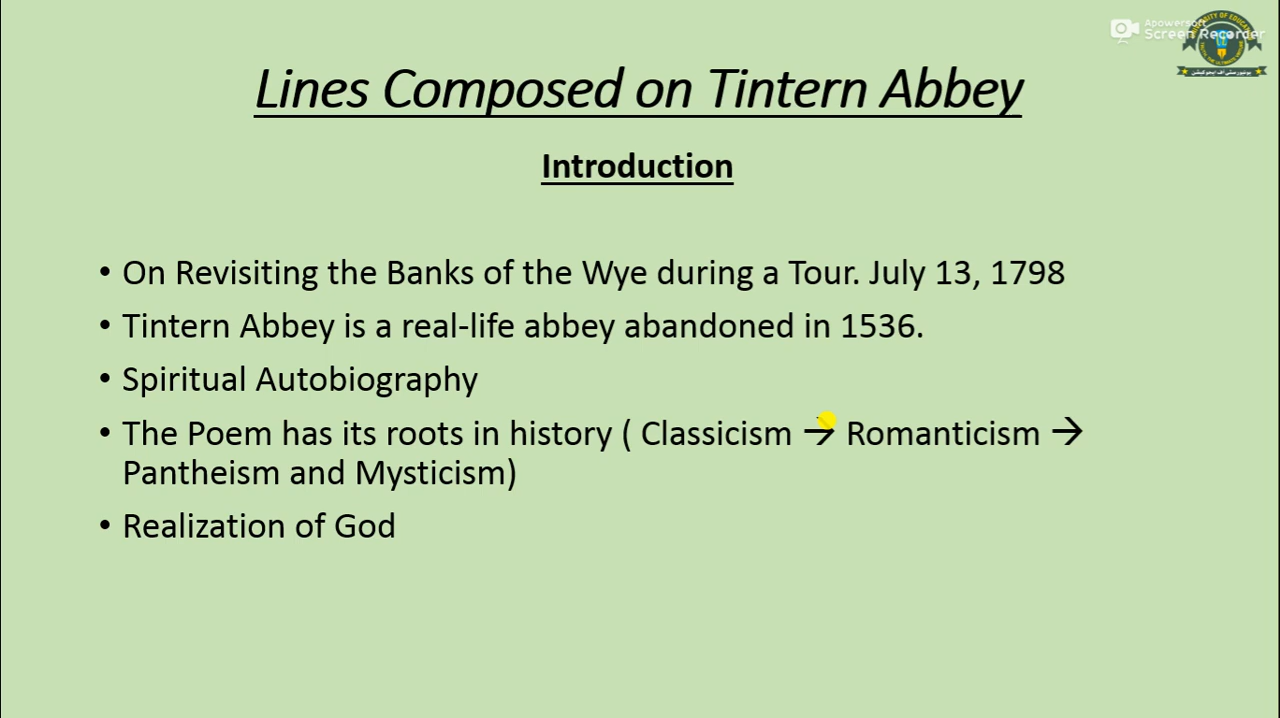 Apowersoft
Screen Recorder
Lines Composed on Tintern Abbey
Introduction
• On Revisiting the Banks of the Wye during a Tour. July 13, 1798
• Tintern Abbey is a real-life abbey abandoned in 1536.
• Spiritual Autobiography
• The Poem has its roots in history ( Classicism → Romanticism →
Pantheism and Mysticism)
• Realization of God